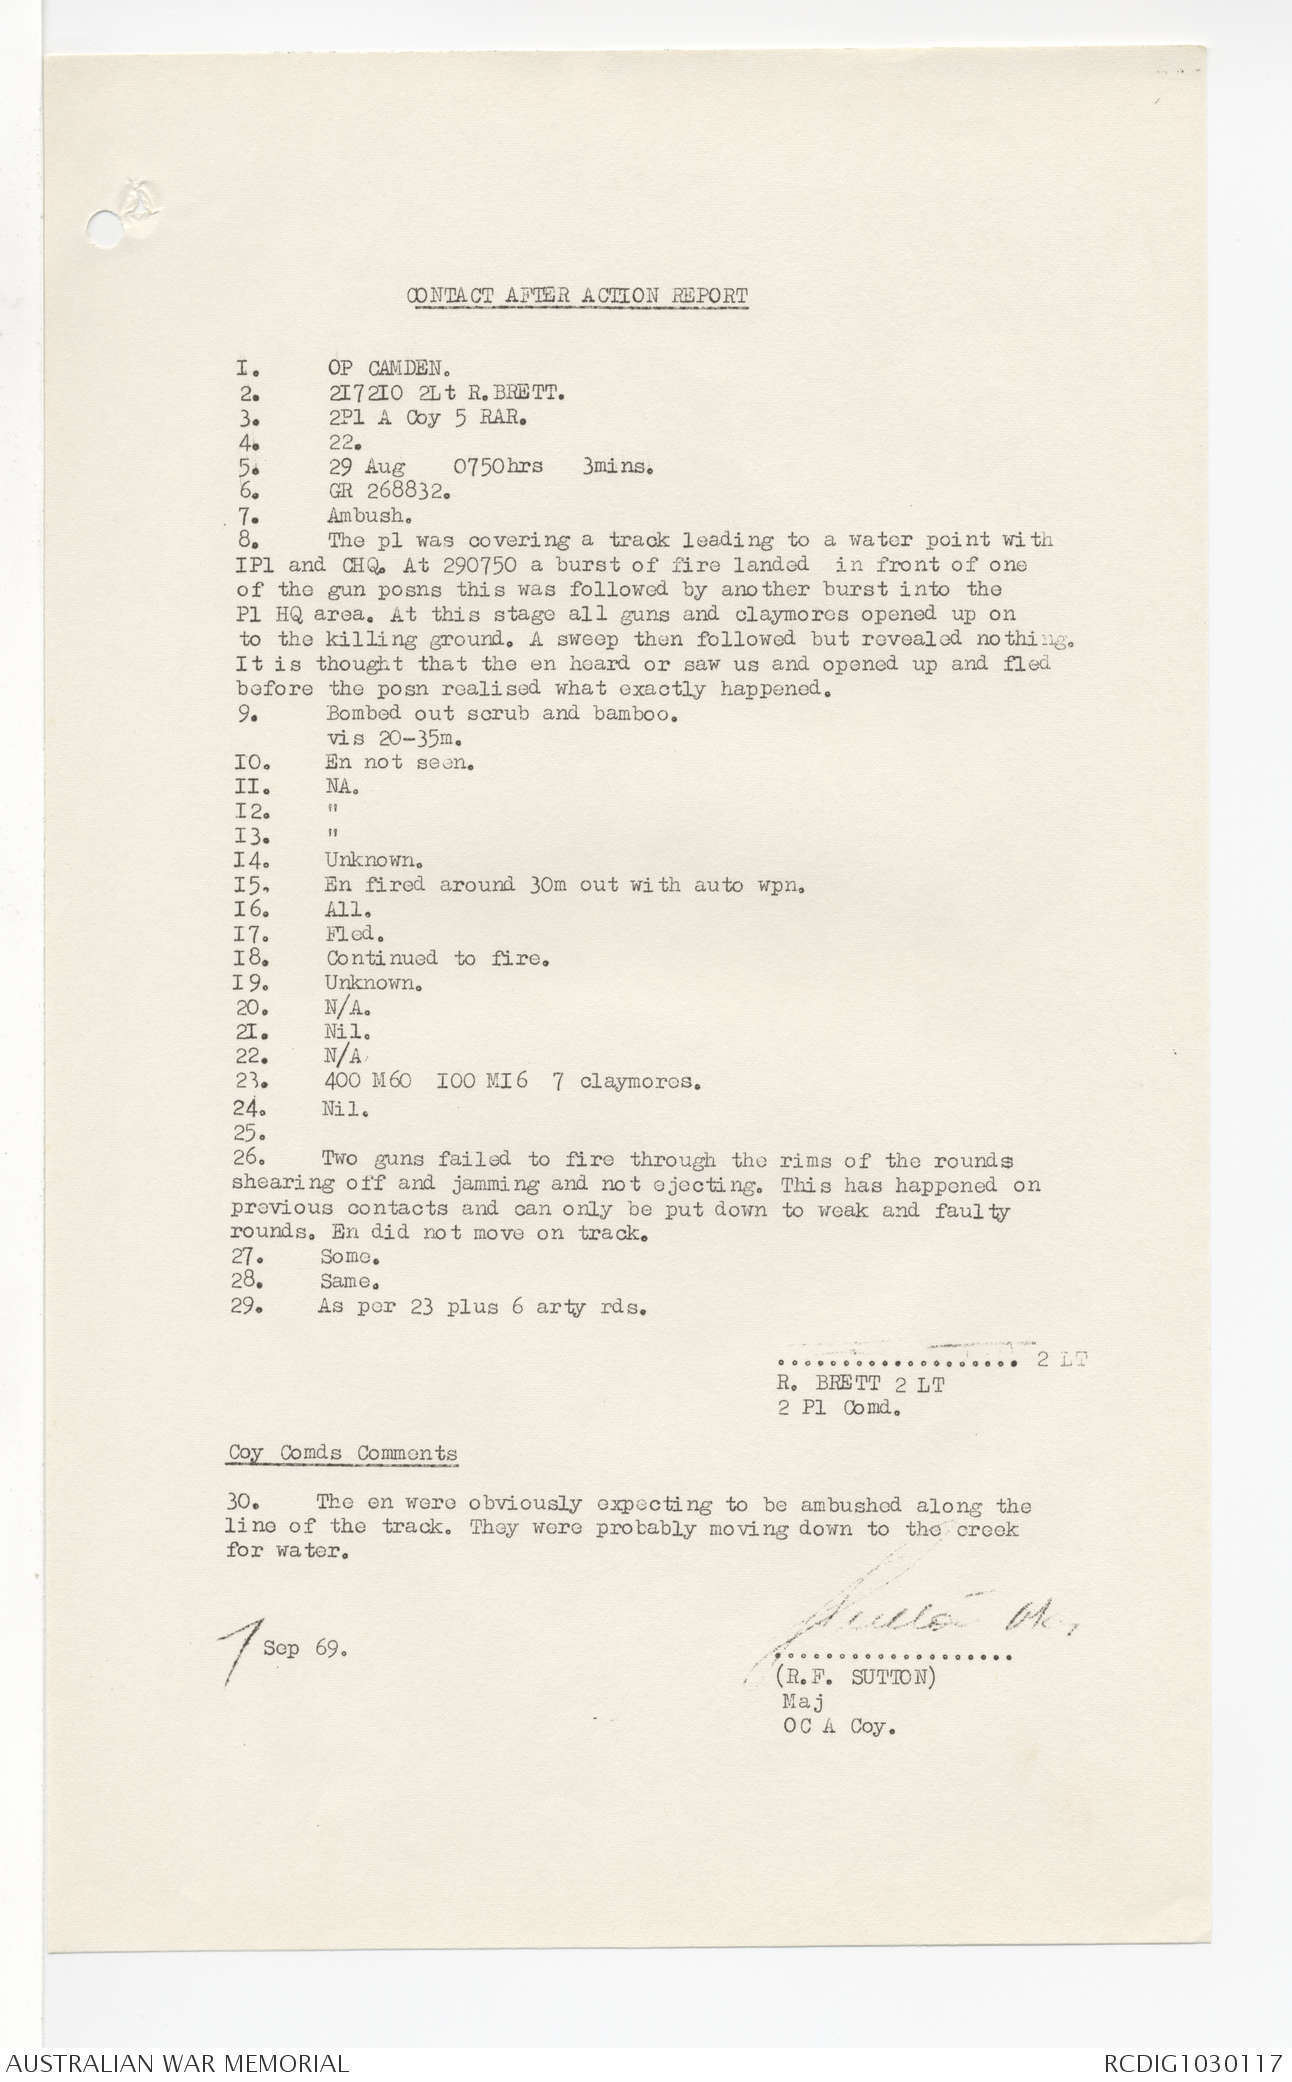 CONTACT AFTER ACTION REPORT
I. OP CAMDEN.
2. 2I72IO 2Lt R.BRETT.
3. 2Pl A Coy 5 RAR.
4. 22.
5. 29 Aug 0750hrs 3mins.
6. GR 268832.
7. Ambush.
8. The pl was covering a track leading to a water point with
IPl and CHQ. At 290750 a burst of fire landed in front of one
of the gun posns this was followed by another burst into the
Pl HQ area. At this stage all guns and claymores opened up on
to the killing ground. A sweep then followed but revealed nothing.
It is thought that the en heard or saw us and opened up and fled
before the posn realised what exactly happened.
9. Bombed out scrub and bamboo.
vis 20-35m.
IO. En not seen.
II. NA.
I2. "
I3. "
I4. Unknown.
I5. En fired around 30m out with auto wpn.
I6. All.
I7. Fled.
I8. Continued to fire.
I9. Unknown.
20. N/A.
2I. Nil.
22. N/A.
23. 400 M60 IOO MI6 7 claymores.
24. Nil.
25.
26. Two guns failed to fire through the rims of the rounds
shearing off and jamming and not ejecting. This has happened on
previous contacts and can only be put down to weak and faulty
rounds. En did not move on track.
27. Some.
28. Same.
29. As per 23 plus 6 arty rds.
................... 2 LT
R. BRETT 2 LT
2 Pl Comd.
Coy Comds Comments
30. The en were obviously expecting to be ambushed along the
line of the track. They were probably moving down to the creek
for water.
7 Sep 69.
...................
(R.F. SUTTON)
Maj
OC A Coy.
AUSTRALIAN WAR MEMORIAL
RCDIG1030117